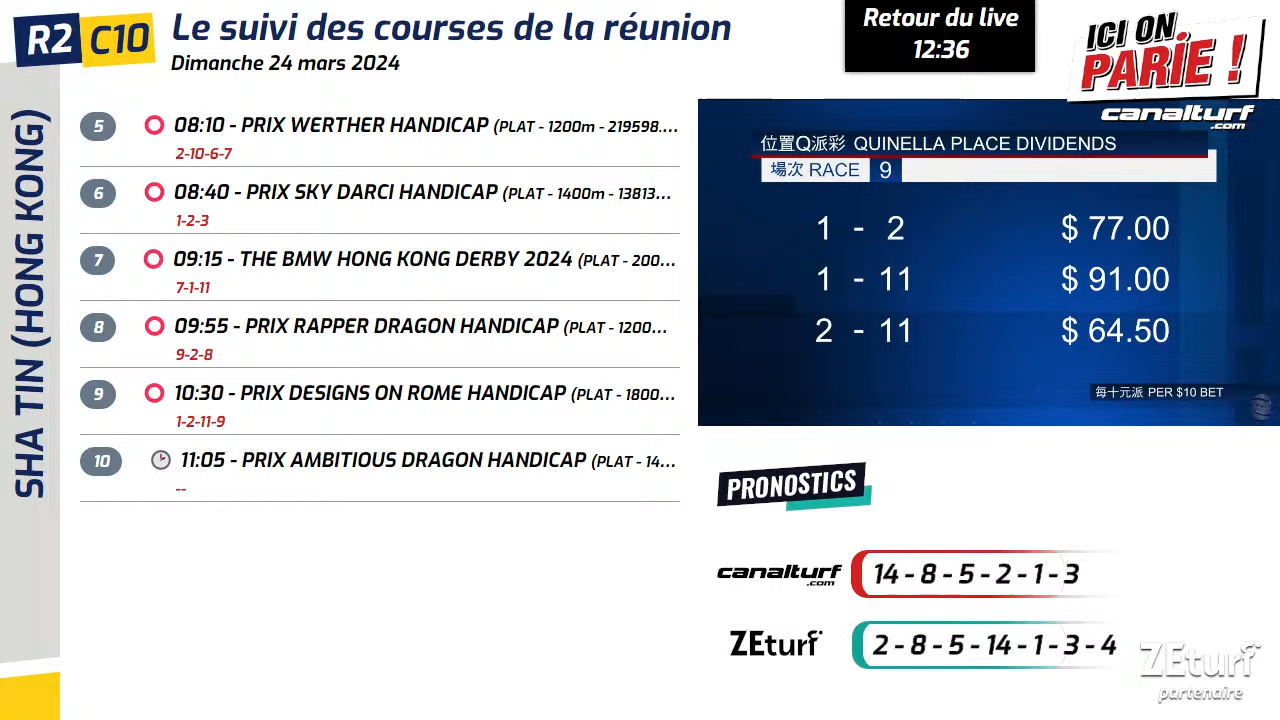 R2 C10
Le suivi des courses de la réunion
Dimanche 24 mars 2024
Retour du live
12:36
ICI ON
PARIE !
canalturf
.com
SHA TIN (HONG KONG)
5 08:10 - PRIX WERTHER HANDICAP (PLAT - 1200m - 219598....
2-10-6-7
6 08:40 - PRIX SKY DARCI HANDICAP (PLAT - 1400m - 13813...
1-2-3
7 09:15 - THE BMW HONG KONG DERBY 2024 (PLAT - 200...
7-1-11
8 09:55 - PRIX RAPPER DRAGON HANDICAP (PLAT - 1200...
9-2-8
9 10:30 - PRIX DESIGNS ON ROME HANDICAP (PLAT - 1800...
1-2-11-9
10 11:05 - PRIX AMBITIOUS DRAGON HANDICAP (PLAT - 14...
--
位置Q派彩 QUINELLA PLACE DIVIDENDS
場次 RACE 9
1 - 2 $ 77.00
1 - 11 $ 91.00
2 - 11 $ 64.50
每十元派 PER $10 BET
PRONOSTICS
canalturf
.com
14 - 8 - 5 - 2 - 1 - 3
ZEturf
2 - 8 - 5 - 14 - 1 - 3 - 4
ZEturf
partenaire